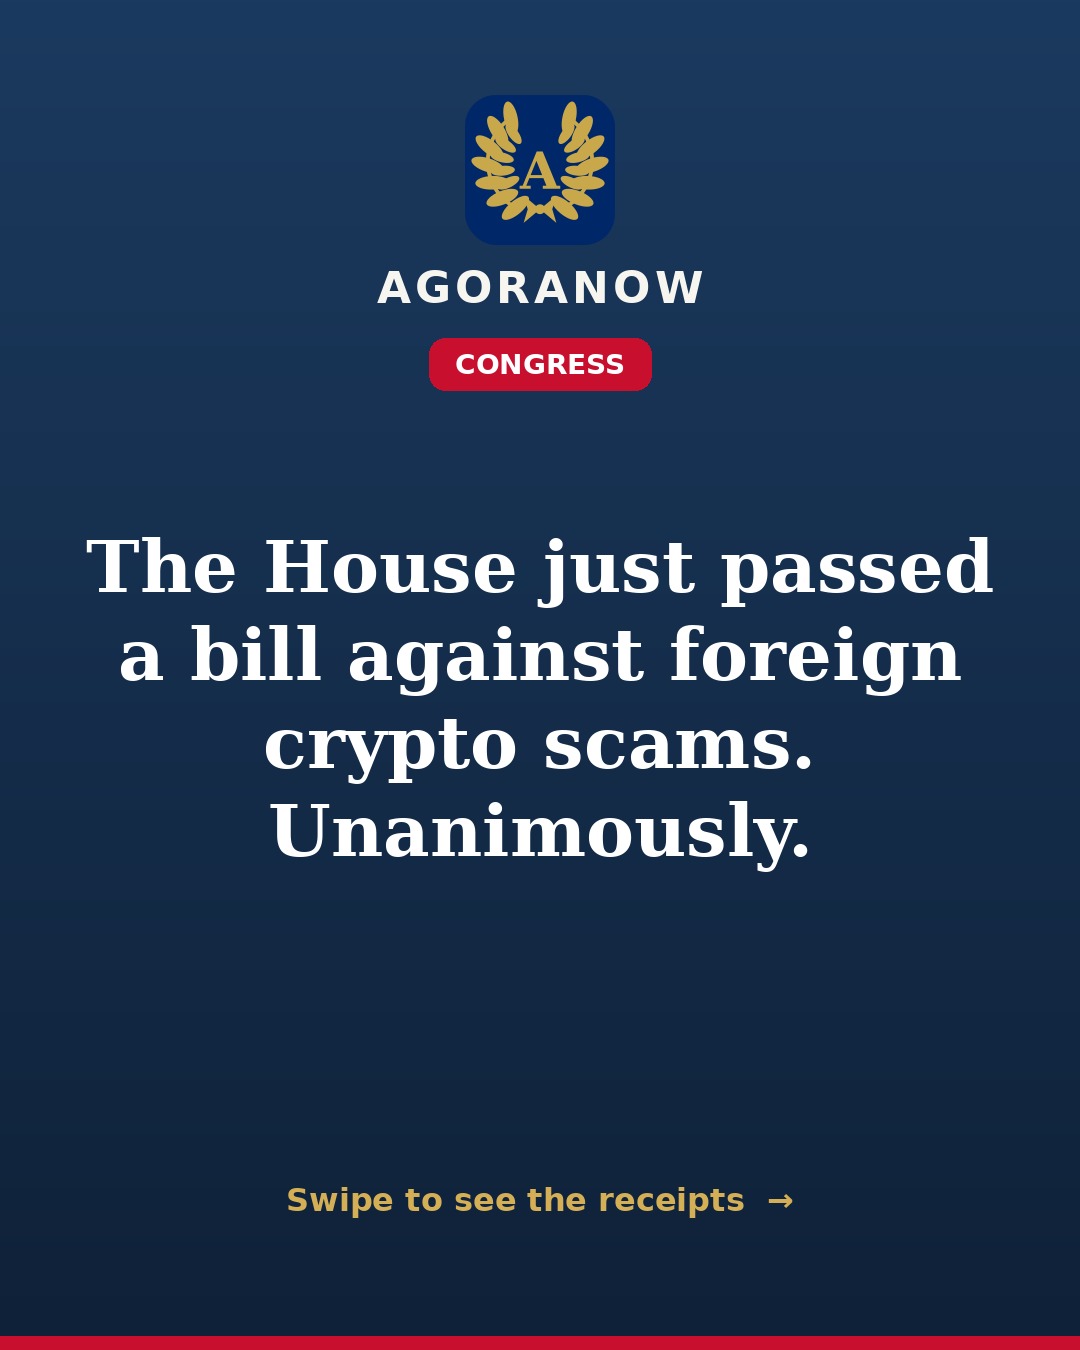 A
AGORANOW
CONGRESS
The House just passed
a bill against foreign
crypto scams.
Unanimously.
Swipe to see the receipts →